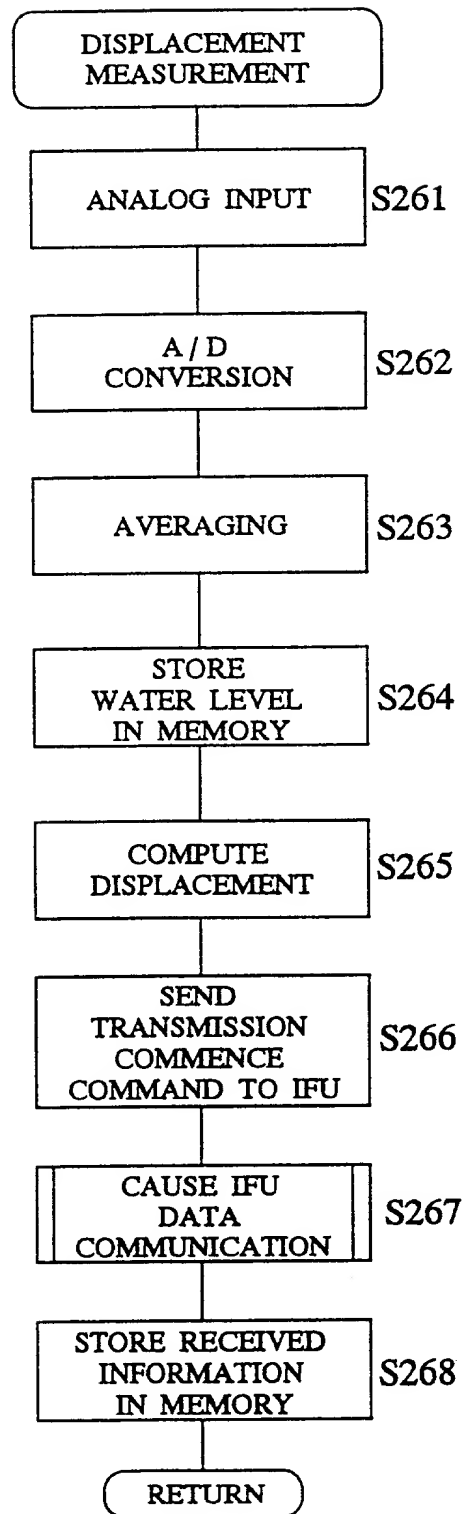 DISPLACEMENT
MEASUREMENT
ANALOG INPUT
S261
A / D
CONVERSION
S262
AVERAGING
S263
STORE
WATER LEVEL
IN MEMORY
S264
COMPUTE
DISPLACEMENT
S265
SEND
TRANSMISSION
COMMENCE
COMMAND TO IFU
S266
CAUSE IFU
DATA
COMMUNICATION
S267
STORE RECEIVED
INFORMATION
IN MEMORY
S268
RETURN